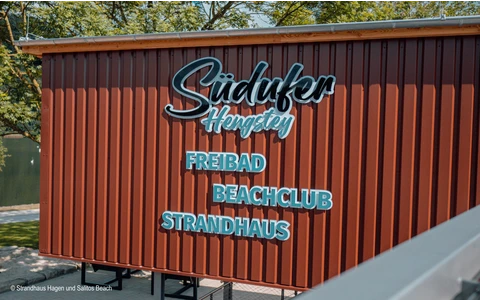 Südufer
Hengstey
FREIBAD
BEACHCLUB
STRANDHAUS
© Strandhaus Hagen und Salitos Beach